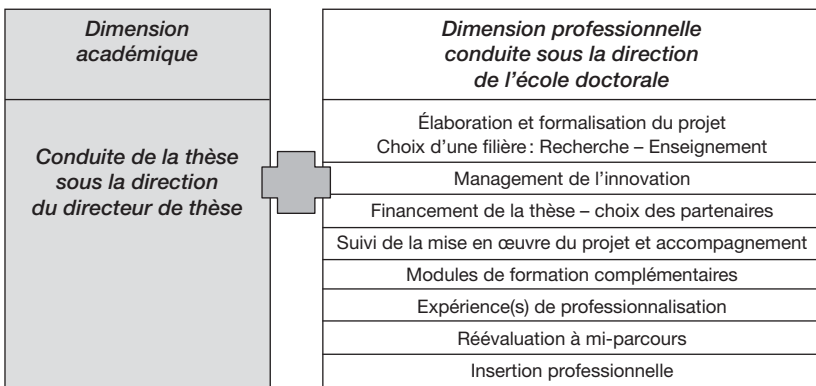 Dimension
académique
Conduite de la thèse
sous la direction
du directeur de thèse
Dimension professionnelle
conduite sous la direction
de l'école doctorale
Élaboration et formalisation du projet
Choix d'une filière : Recherche – Enseignement
Management de l'innovation
Financement de la thèse – choix des partenaires
Suivi de la mise en œuvre du projet et accompagnement
Modules de formation complémentaires
Expérience(s) de professionnalisation
Réévaluation à mi-parcours
Insertion professionnelle